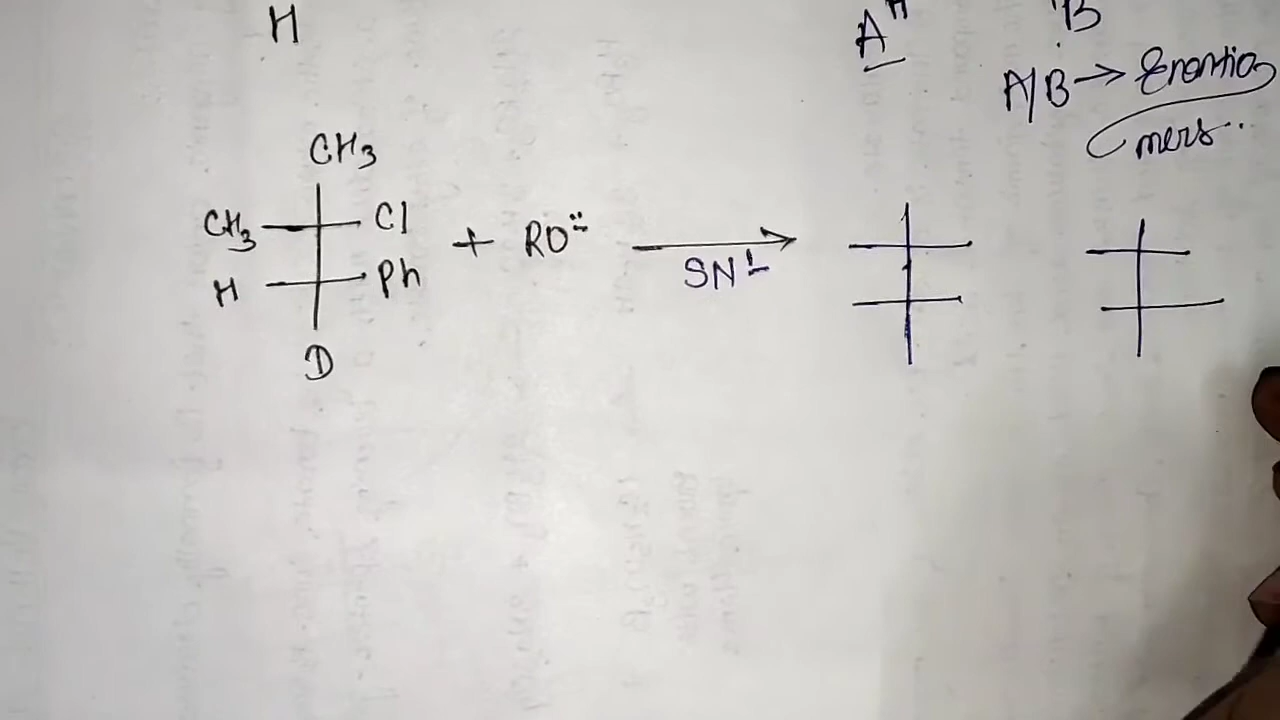 H
A
B
A/B → Enantio
mers..
CH3
CH3 Cl + RO⁻ → SN1
H Ph
D